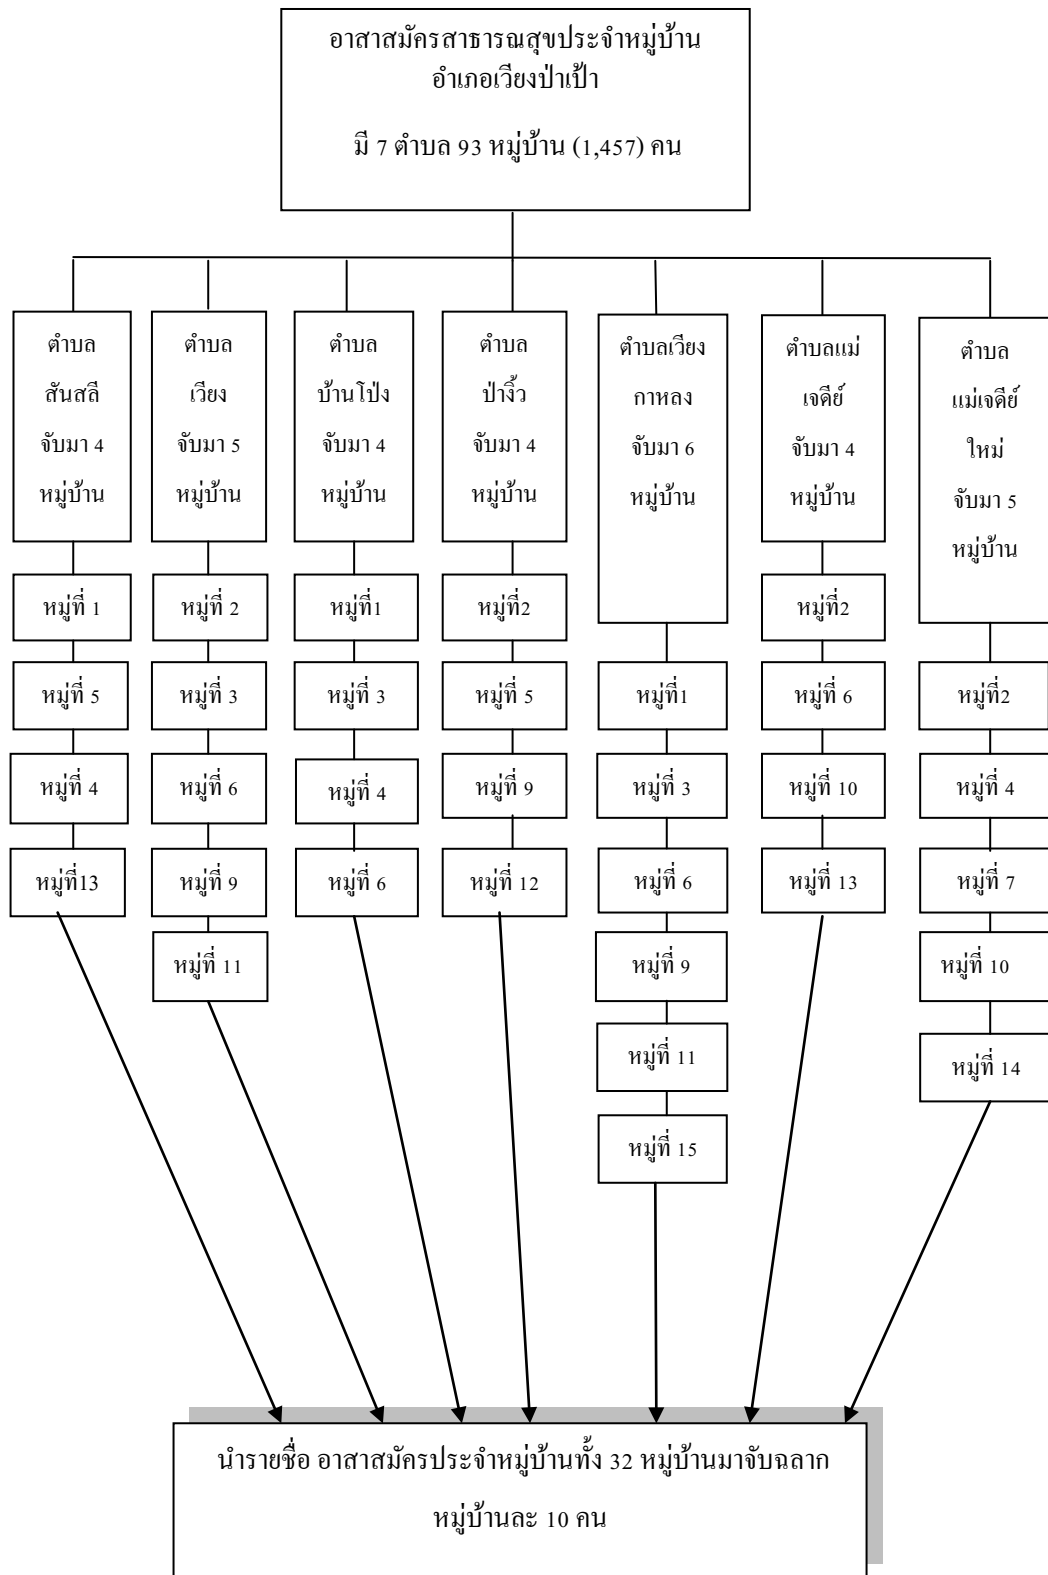 อาสาสมัครสาธารณสุขประจำหมู่บ้าน
อำเภอเวียงป่าเป้า
มี 7 ตำบล 93 หมู่บ้าน (1,457) คน
ตำบล
สันสลี
จับมา 4
หมู่บ้าน
หมู่ที่ 1
หมู่ที่ 5
หมู่ที่ 4
หมู่ที่13
ตำบล
เวียง
จับมา 5
หมู่บ้าน
หมู่ที่ 2
หมู่ที่ 3
หมู่ที่ 6
หมู่ที่ 9
หมู่ที่ 11
ตำบล
บ้านโป่ง
จับมา 4
หมู่บ้าน
หมู่ที่1
หมู่ที่ 3
หมู่ที่ 4
หมู่ที่ 6
ตำบล
ป่างิ้ว
จับมา 4
หมู่บ้าน
หมู่ที่2
หมู่ที่ 5
หมู่ที่ 9
หมู่ที่ 12
ตำบลเวียง
กาหลง
จับมา 6
หมู่บ้าน
หมู่ที่1
หมู่ที่ 3
หมู่ที่ 6
หมู่ที่ 9
หมู่ที่ 11
หมู่ที่ 15
ตำบลแม่
เจดีย์
จับมา 4
หมู่บ้าน
หมู่ที่2
หมู่ที่ 6
หมู่ที่ 10
หมู่ที่ 13
ตำบล
แม่เจดีย์
ใหม่
จับมา 5
หมู่บ้าน
หมู่ที่2
หมู่ที่ 4
หมู่ที่ 7
หมู่ที่ 10
หมู่ที่ 14
นำรายชื่อ อาสาสมัครประจำหมู่บ้านทั้ง 32 หมู่บ้านมาจับฉลาก
หมู่บ้านละ 10 คน